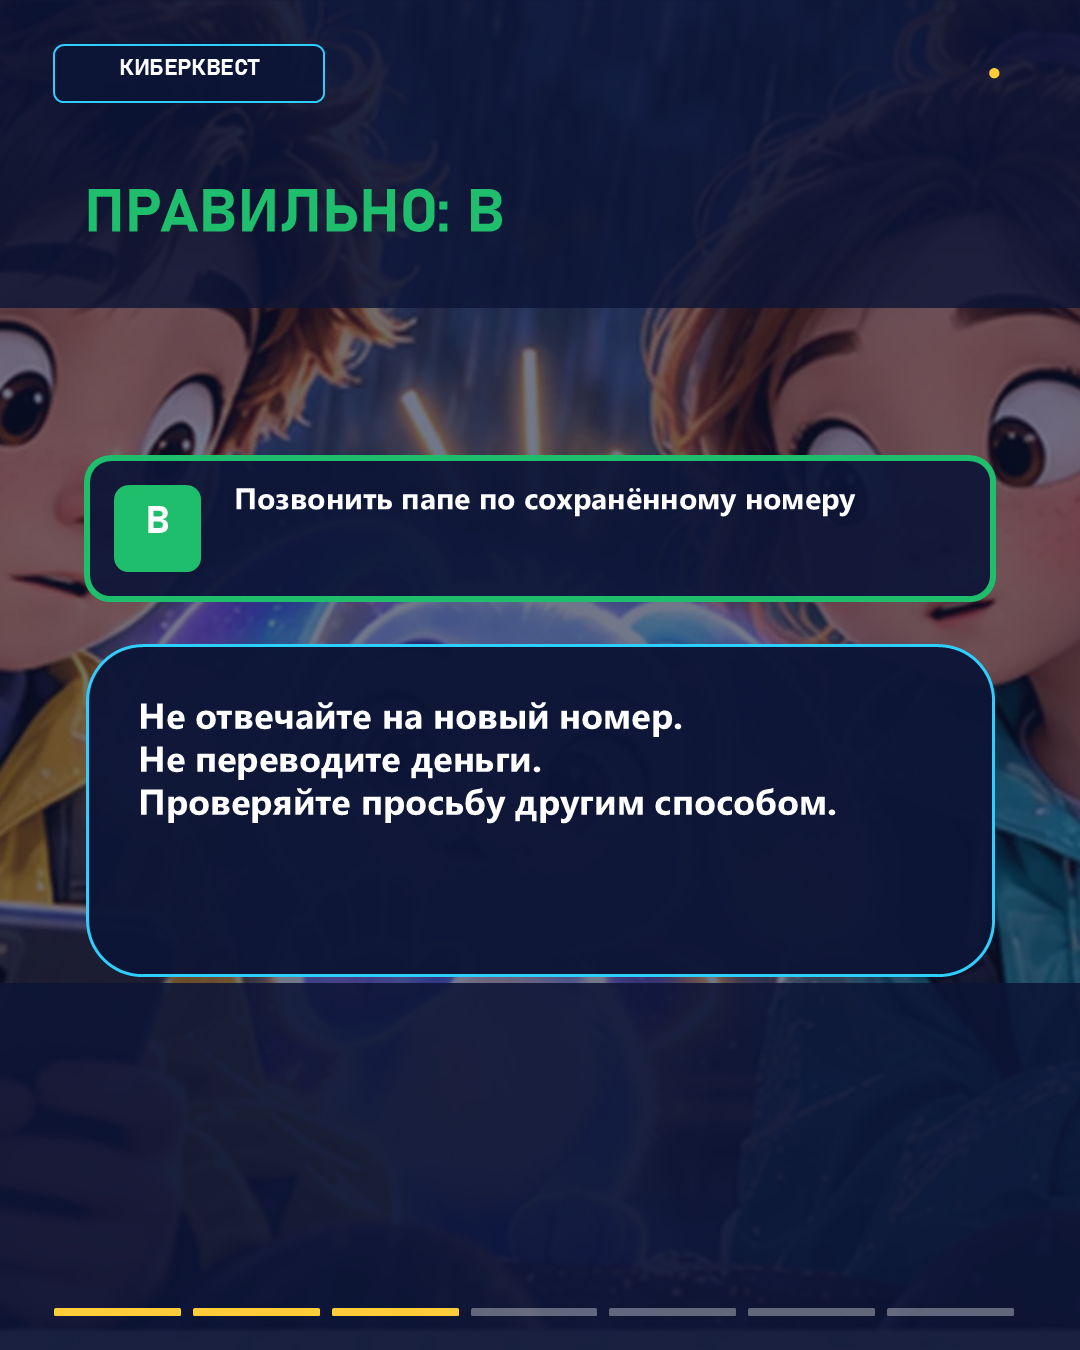 КИБЕРКВЕСТ
ПРАВИЛЬНО: В
В
Позвонить папе по сохранённому номеру
Не отвечайте на новый номер.
Не переводите деньги.
Проверяйте просьбу другим способом.